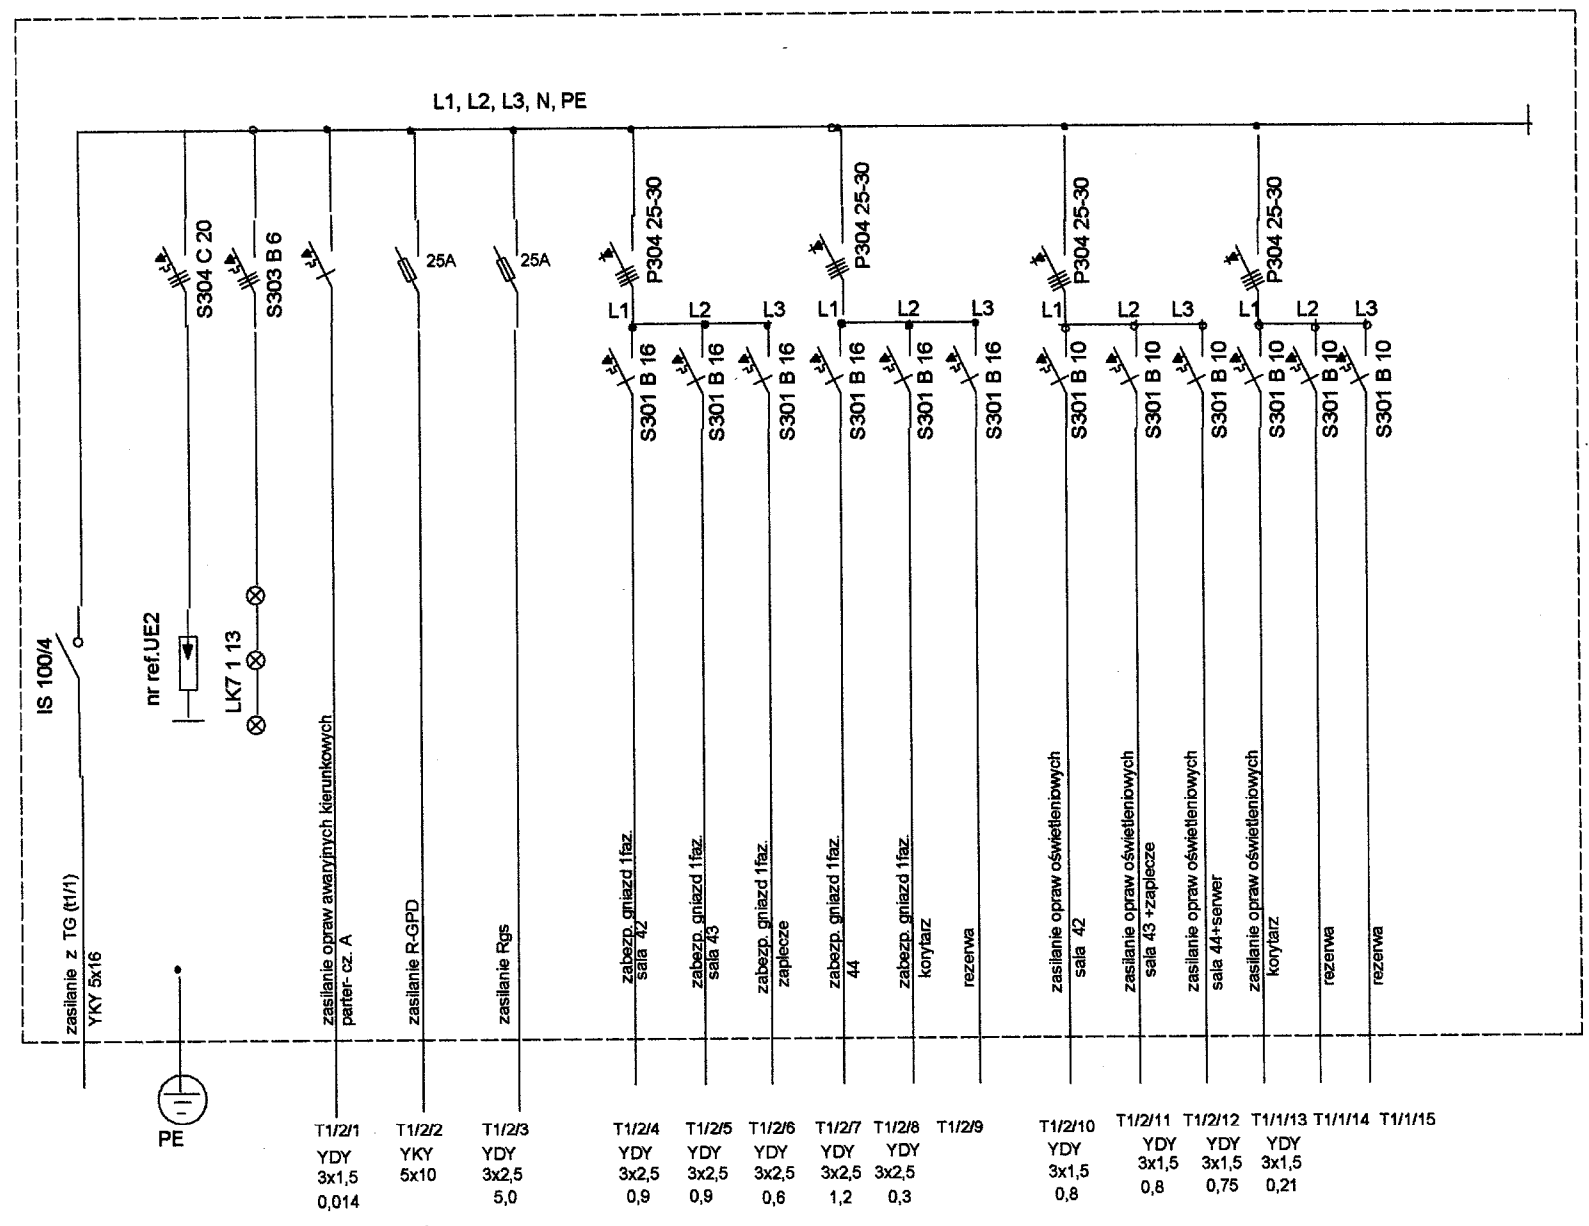 L1, L2, L3, N, PE
S304 C 20
S303 B 6
25A
25A
P304 25-30
P304 25-30
P304 25-30
P304 25-30
L1
L2
L3
L1
L2
L3
L1
L2
L3
L1
L2
L3
S301 B 16
S301 B 16
S301 B 16
S301 B 16
S301 B 16
S301 B 16
S301 B 10
S301 B 10
S301 B 10
S301 B 10
S301 B 10
S301 B 10
IS 100/4
nr ref.UE2
LK7 1 13
zasilanie z TG (t1/1)
YKY 5x16
zasilanie opraw awaryjnych kierunkowych
parter- cz. A
zasilanie R-GPD
zasilanie Rgs
zabezp. gniazd 1faz.
sala 42
zabezp. gniazd 1faz.
sala 43
zabezp. gniazd 1faz.
zaplecze
zabezp. gniazd 1faz.
44
zabezp. gniazd 1faz.
korytarz
rezerwa
zasilanie opraw oświetleniowych
sala 42
zasilanie opraw oświetleniowych
sala 43 +zaplecze
zasilanie opraw oświetleniowych
sala 44+serwer
zasilanie opraw oświetleniowych
korytarz
rezerwa
rezerwa
PE
T1/2/1
YDY
3x1,5
0,014
T1/2/2
YKY
5x10
T1/2/3
YDY
3x2,5
5,0
T1/2/4
YDY
3x2,5
0,9
T1/2/5
YDY
3x2,5
0,9
T1/2/6
YDY
3x2,5
0,6
T1/2/7
YDY
3x2,5
1,2
T1/2/8
YDY
3x2,5
0,3
T1/2/9
T1/2/10
YDY
3x1,5
0,8
T1/2/11
YDY
3x1,5
0,8
T1/2/12
YDY
3x1,5
0,75
T1/1/13
YDY
3x1,5
0,21
T1/1/14
T1/1/15